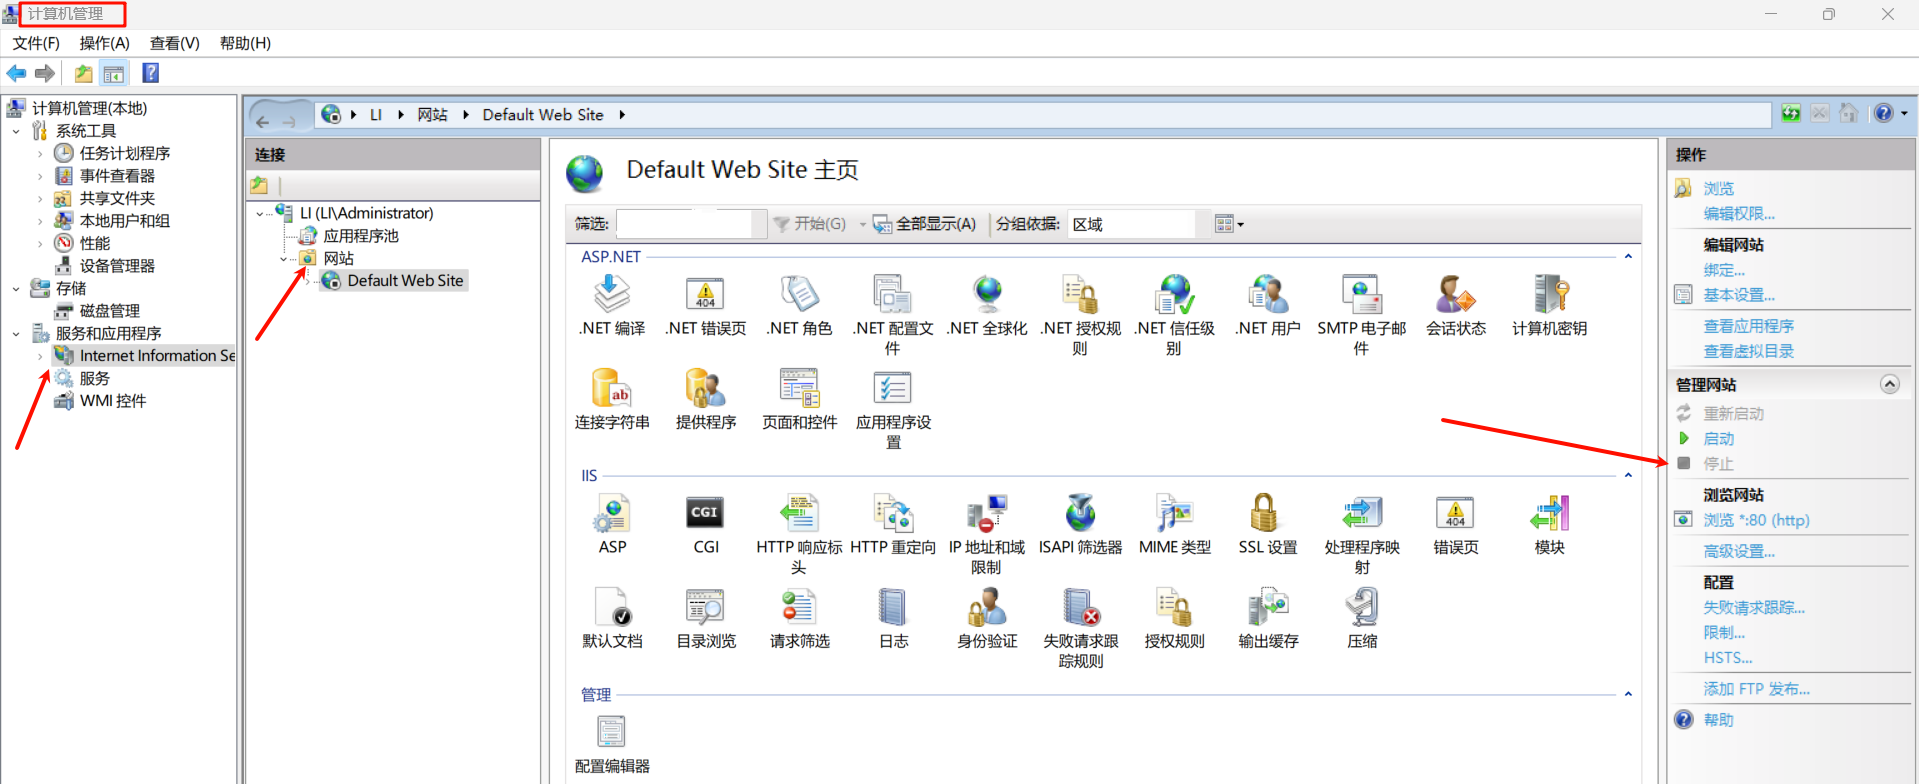 计算机管理
文件(F) 操作(A) 查看(V) 帮助(H)
计算机管理(本地)
系统工具
任务计划程序
事件查看器
共享文件夹
本地用户和组
性能
设备管理器
存储
磁盘管理
服务和应用程序
Internet Information Se
服务
WMI 控件
LI 网站 Default Web Site
连接
LI (LI\Administrator)
应用程序池
网站
Default Web Site
Default Web Site 主页
筛选: 开始(G) 全部显示(A) 分组依据: 区域
ASP.NET
.NET 编译
.NET 错误页
.NET 角色
.NET 配置文
件
.NET 全球化
.NET 授权规
则
.NET 信任级
别
.NET 用户
SMTP 电子邮
件
会话状态
计算机密钥
连接字符串
提供程序
页面和控件
应用程序设
置
IIS
ASP
CGI
CGI
HTTP 响应标
头
HTTP 重定向
IP 地址和域
限制
ISAPI 筛选器
MIME 类型
SSL 设置
处理程序映
射
错误页
模块
默认文档
目录浏览
请求筛选
日志
身份验证
失败请求跟
踪规则
授权规则
输出缓存
压缩
管理
配置编辑器
操作
浏览
编辑权限...
编辑网站
绑定...
基本设置...
查看应用程序
查看虚拟目录
管理网站
重新启动
启动
停止
浏览网站
浏览 *:80 (http)
高级设置...
配置
失败请求跟踪...
限制...
HSTS...
添加 FTP 发布...
帮助